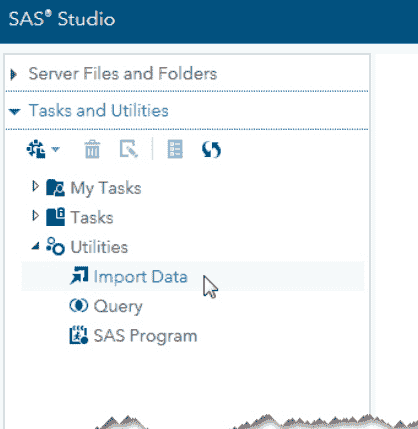 SAS® Studio
Server Files and Folders
Tasks and Utilities
My Tasks
Tasks
Utilities
Import Data
Query
SAS Program